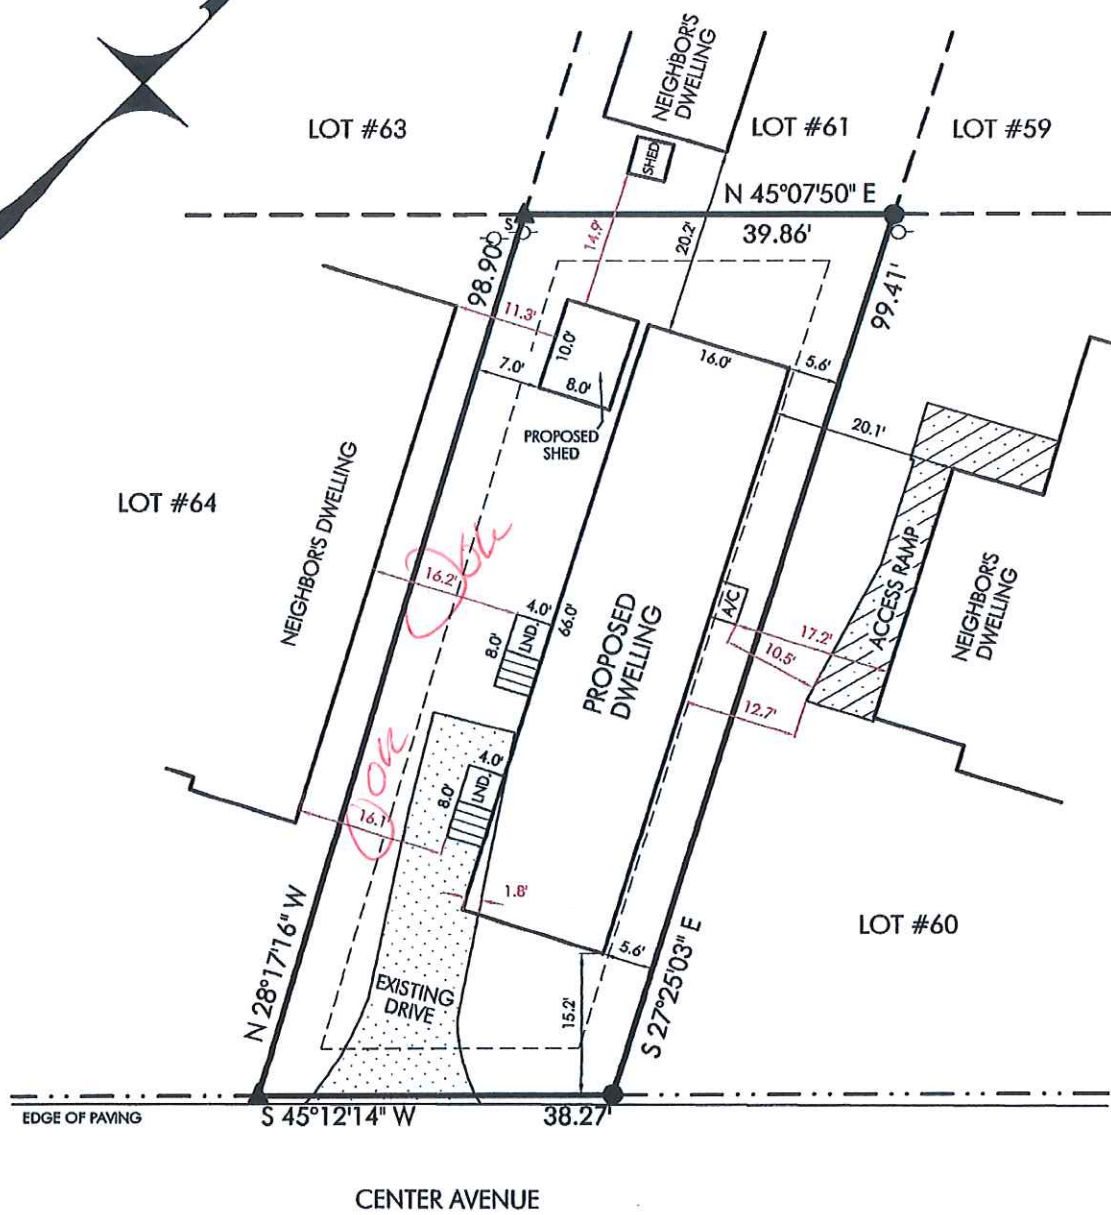 NEIGHBOR'S
DWELLING
LOT #63
LOT #61
LOT #59
SHED
N 45°07'50" E
39.86'
S
14.9'
20.2'
98.90'
99.41'
11.3'
10.0'
7.0'
8.0'
16.0'
5.6'
20.1'
PROPOSED
SHED
LOT #64
NEIGHBOR'S DWELLING
ok
16.2'
4.0'
66.0'
8.0'
LND.
PROPOSED
DWELLING
A/C
17.2'
10.5'
12.7'
ACCESS RAMP
NEIGHBOR'S
DWELLING
ok
4.0'
8.0'
LND.
16.1'
1.8'
LOT #60
5.6'
15.2'
EXISTING
DRIVE
N 28°17'16" W
S 27°25'03" E
EDGE OF PAVING
S 45°12'14" W
38.27'
CENTER AVENUE